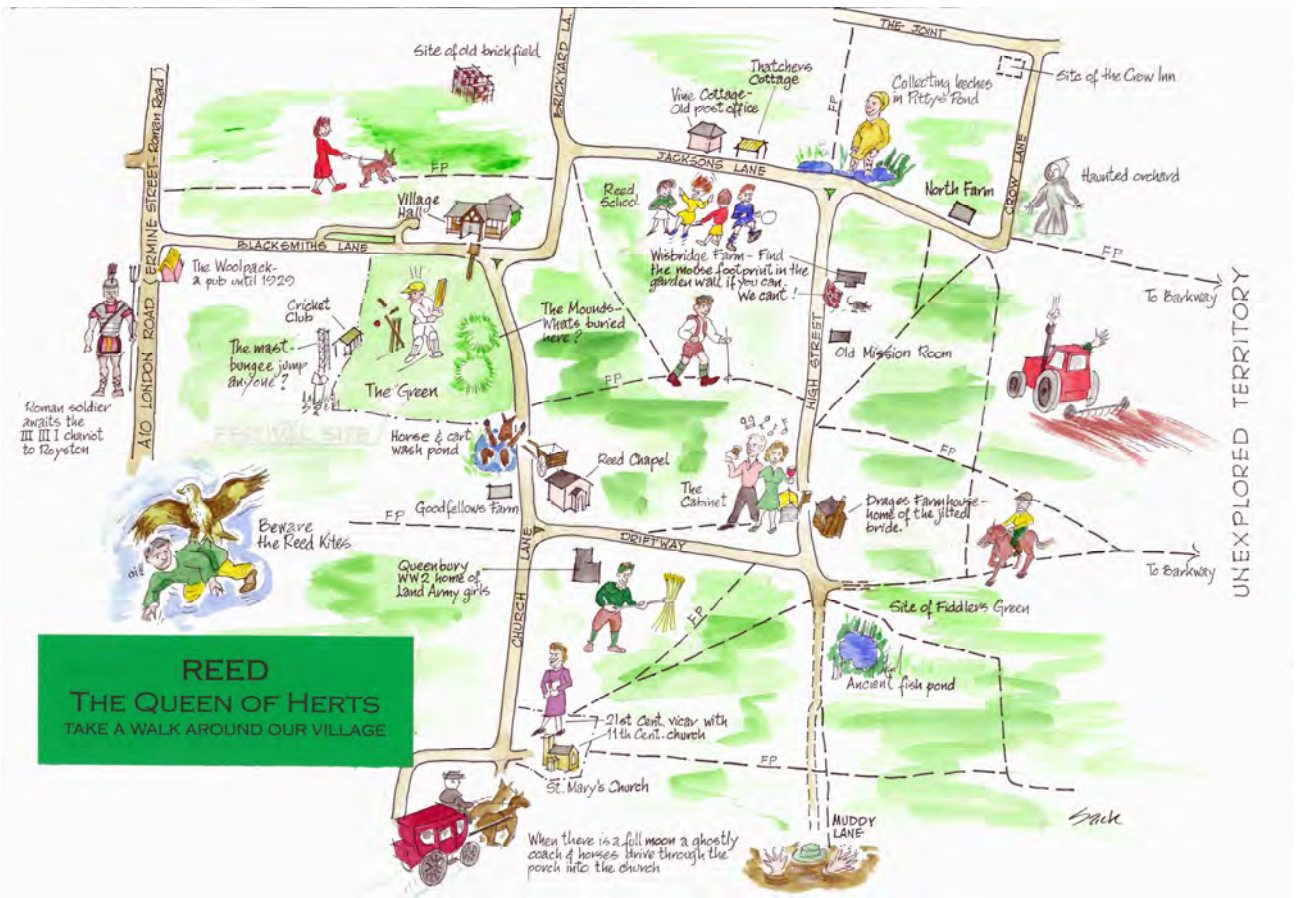 THE JOINT
BRICKYARD LA.
Site of old brickfield
Thatchers
Cottage
Vine Cottage-
Old post office
Collecting leeches
in Pittys Pond
Site of the Crow Inn
FP
A10 LONDON ROAD (ERMINE STREET - Roman Road)
FP
JACKSONS LANE
CROW LANE
Haunted orchard
North Farm
Village
Hall
Reed
School
BLACKSMITHS LANE
Wisbridge Farm - Find
the mouse footprint in the
garden wall, if you can.
We cant!
FP
To Barkway
The Woolpack-
a pub until 1929
Cricket
Club
The Mounds-
Whats buried
here?
The mast-
bungee jump
anyone?
The Green
HIGH STREET
Old Mission Room
UNEXPLORED TERRITORY
FP
Roman soldier
awaits the
III III I chariot
to Royston
FESTIVAL SITE
Horse & cart
wash pond
Reed Chapel
FP
The
Cabinet
Drages Farmhouse-
home of the jilted
bride.
Goodfellows Farm
FP
Beware
the Reed Kites
oi!
CHURCH LANE
DRIFTWAY
To Barkway
Queenbury
WW2 home of
Land Army girls
FP
Site of Fiddlers Green
REED
THE QUEEN OF HERTS
TAKE A WALK AROUND OUR VILLAGE
Ancient fish pond
21st Cent. vicar with
11th Cent. church
FP
St. Mary's Church
MUDDY
LANE
Sack
When there is a full moon a ghostly
coach & horses drive through the
porch into the church